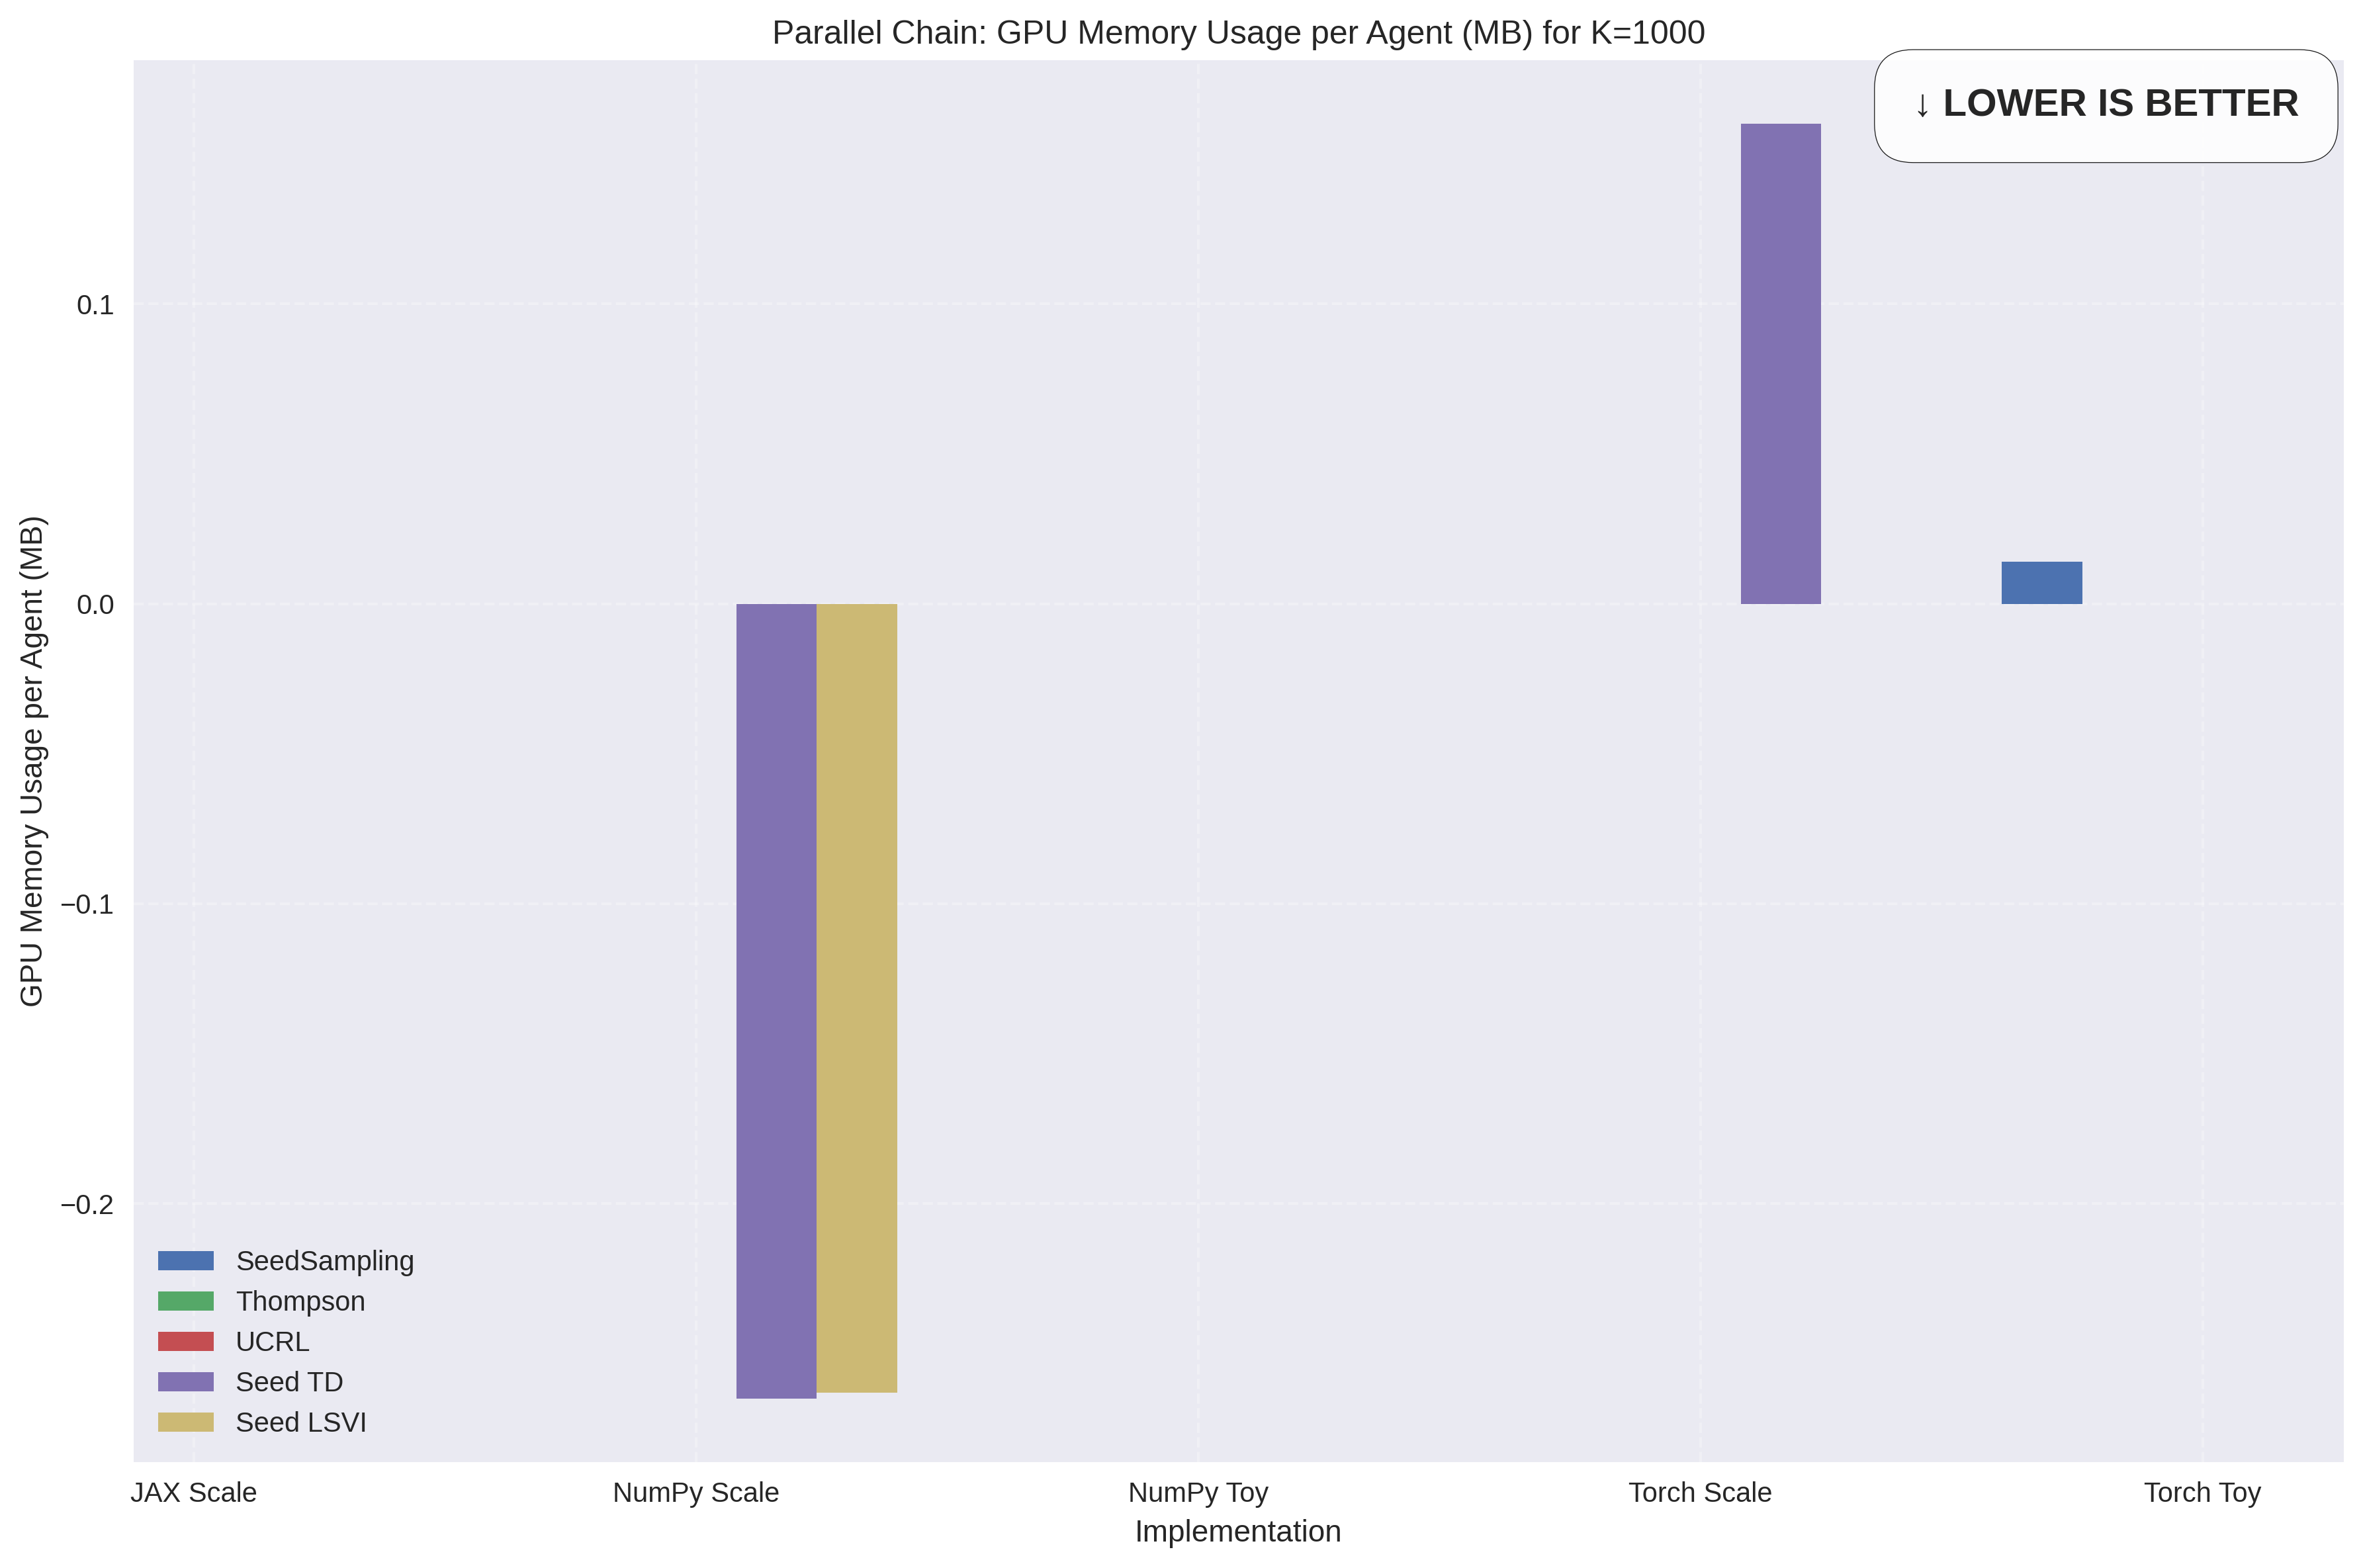 Parallel Chain: GPU Memory Usage per Agent (MB) for K=1000
↓ LOWER IS BETTER
GPU Memory Usage per Agent (MB)
0.1
0.0
−0.1
−0.2
SeedSampling
Thompson
UCRL
Seed TD
Seed LSVI
JAX Scale
NumPy Scale
NumPy Toy
Torch Scale
Torch Toy
Implementation